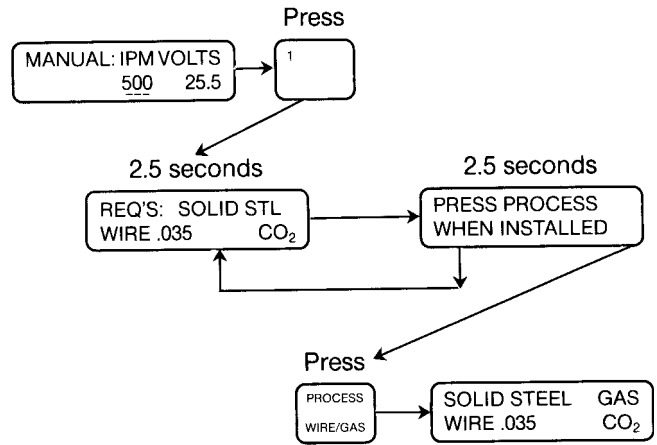 Press
MANUAL: IPM VOLTS
500 25.5
1
2.5 seconds
REQ'S: SOLID STL
WIRE .035 CO₂
2.5 seconds
PRESS PROCESS
WHEN INSTALLED
Press
PROCESS
WIRE/GAS
SOLID STEEL GAS
WIRE .035 CO₂